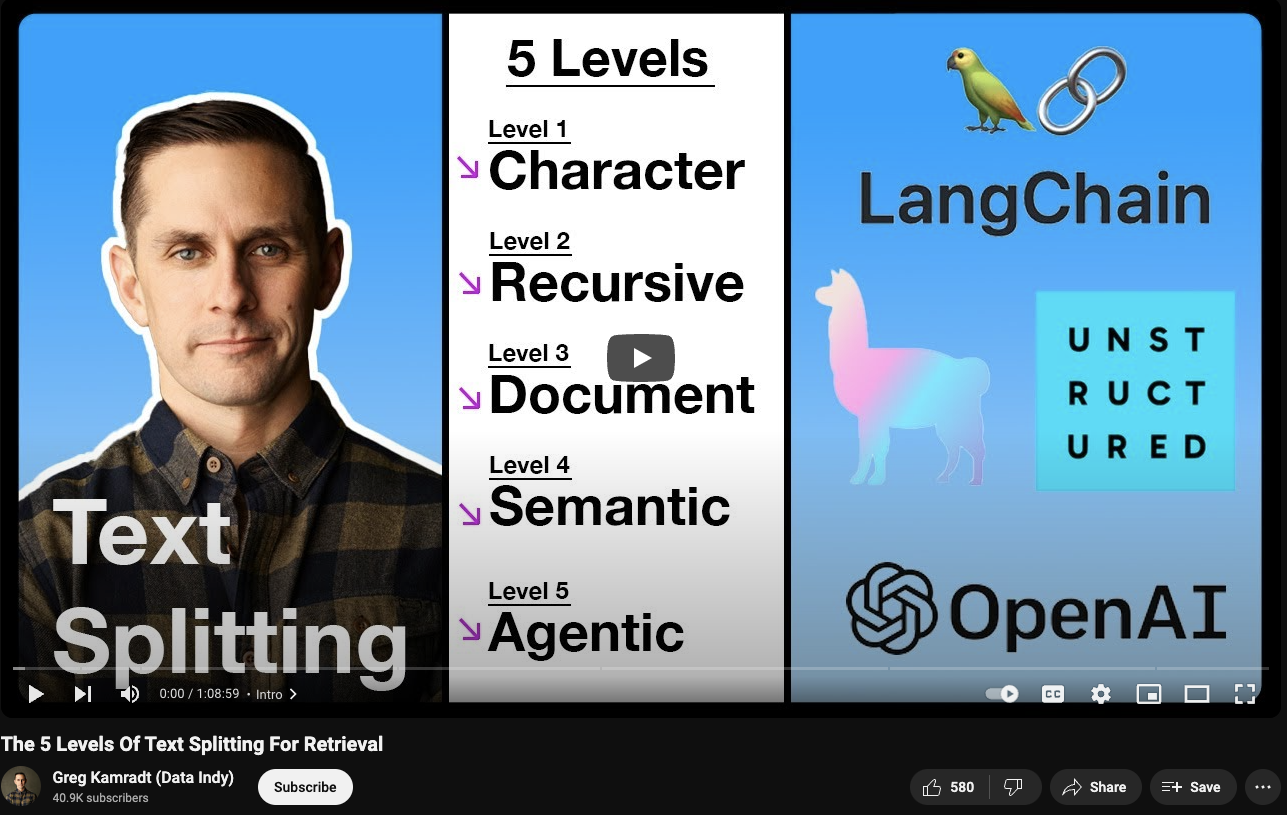 5 Levels
Level 1
Character
Level 2
Recursive
Level 3
Document
Level 4
Semantic
Level 5
Agentic
Text
Splitting
LangChain
UNST
RUCT
URED
OpenAI
0:00 / 1:08:59 • Intro
CC
The 5 Levels Of Text Splitting For Retrieval
Greg Kamradt (Data Indy)
40.9K subscribers
Subscribe
580
Share
Save